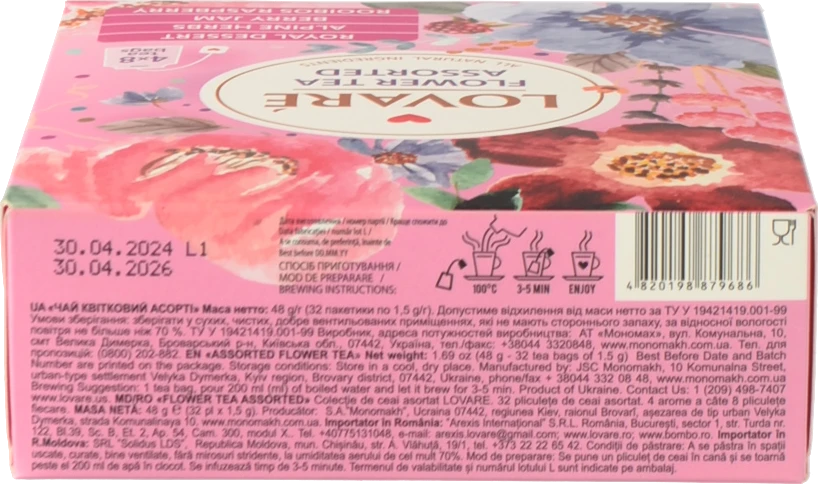 ROYAL DESSERT
ALPINE HERBS
BERRY JAM
ROOIBOS RASPBERRY
4x8
tea
bags
LOVARÉ
FLOWER TEA
ASSORTED
ALL NATURAL INGREDIENTS
30.04.2024 L1
30.04.2026
Дата виготовлення / номер партії / Краще спожити до
Data fabricației / număr lot L /
A se consuma, de preferință, înainte de
Best before DD.MM.YY
СПОСІБ ПРИГОТУВАННЯ /
MOD DE PREPARARE /
BREWING INSTRUCTIONS:
100°C
3-5 MIN
ENJOY
4 820198 879686
UA «ЧАЙ КВІТКОВИЙ АСОРТІ» Маса нетто: 48 g/г (32 пакетики по 1,5 g/г). Допустиме відхилення від маси нетто за ТУ У 19421419.001-99
Умови зберігання: зберігати у сухих, чистих, добре вентильованих приміщеннях, які не мають стороннього запаху, за відносної вологості
повітря не більше ніж 70 %. ТУ У 19421419.001-99 Виробник, адреса потужностей виробництва: АТ «Мономах», вул. Комунальна, 10,
смт Велика Димерка, Броварський р-н, Київська обл., 07442, Україна, тел./факс: +38044 3320848, www.monomakh.com.ua. Тел. для
пропозицій: (0800) 202-882. EN «ASSORTED FLOWER TEA» Net weight: 1.69 oz (48 g - 32 tea bags of 1.5 g) Best Before Date and Batch
Number are printed on the package. Storage conditions: Store in a cool, dry place. Manufactured by: JSC Monomakh, 10 Komunalna Street,
urban-type settlement Velyka Dymerka, Kyiv region, Brovary district, 07442, Ukraine, phone/fax + 38044 332 08 48, www.monomakh.com.ua
Brewing Suggestion: 1 tea bag, pour 200 ml (ml) of boiled water and let it brew for 3-5 min. Product of Ukraine. Contact Us: 1 (209) 498-7407
www.lovare.us. MD/RO «FLOWER TEA ASSORTED» Colecție de ceai asortat LOVARE. 32 pliculețe de ceai asortat. 4 arome a câte 8 pliculețe
fiecare. MASA NETĂ: 48 g ℮ (32 pl x 1,5 g). Producător: S.A."Monomakh", Ucraina 07442, regiunea Kiev, raionul Brovari, așezarea de tip urban Velyka
Dymerka, strada Komunalnaya 10, www.monomakh.com.ua. Importator în România: "Arexis Internațional" S.R.L. România, București, sector 1, str. Turda nr.
122, Bl.39, Sc. B, Et. 2, Ap. 54, Cam. 300, modul X. Tel. +40775131048, e-mail: arexis.lovare@gmail.com; www.lovare.ro; www.bombo.ro. Importator în
R.Moldova: SRL "Solidus LDS", Republica Moldova, mun. Chișinău, str. A. Vlăhuță, 19/1, tel. +373 22 22 65 42. Condiții de păstrare: A se păstra în spații
uscate, curate, bine ventilate, fără mirosuri străine, la umiditatea aerului de cel mult 70%. Mod de preparare: Se pune un pliculeț de ceai în cană și se toarnă
peste el 200 ml de apă în clocot. Se infuzează timp de 3-5 minute. Termenul de valabilitate și numărul lotului L sunt indicate pe ambalaj.